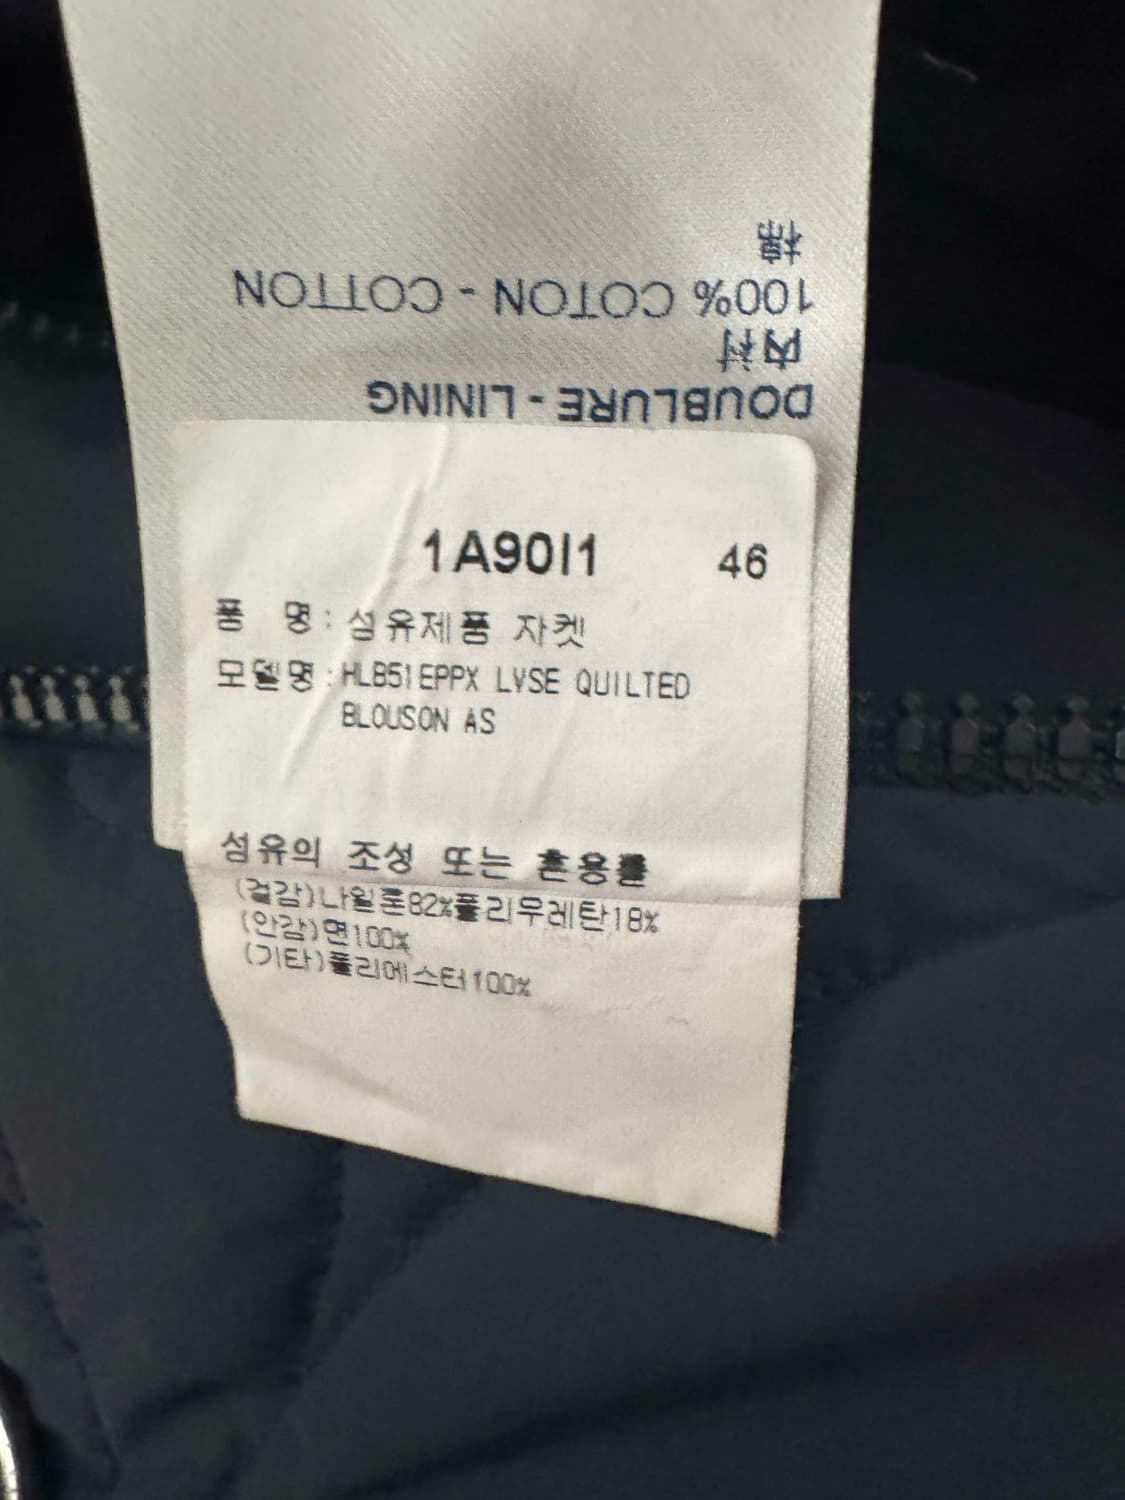 DOUBLURE - LINING
内衬
100% COTON - COTTON
棉
1A90I1 46
품 명 : 섬유제품 자켓
모델명 : HLB51EPPX LVSE QUILTED
BLOUSON AS
섬유의 조성 또는 혼용률
(겉감)나일론82%폴리우레탄18%
(안감)면100%
(기타)폴리에스터100%